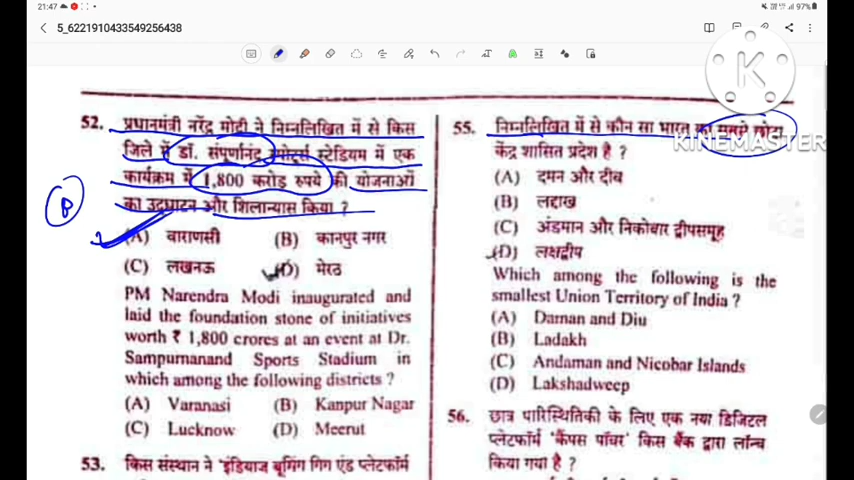 21:47
97%
5_6221910433549256438
K
KINEMASTER
52. प्रधानमंत्री नरेंद्र मोदी ने निम्नलिखित में से किस
जिले में डॉ. संपूर्णानंद स्पोर्ट्स स्टेडियम में एक
कार्यक्रम में 1,800 करोड़ रुपये की योजनाओं
का उद्घाटन और शिलान्यास किया ?
(A) वाराणसी (B) कानपुर नगर
(C) लखनऊ (D) मेरठ
PM Narendra Modi inaugurated and
laid the foundation stone of initiatives
worth ₹ 1,800 crores at an event at Dr.
Sampurnanand Sports Stadium in
which among the following districts ?
(A) Varanasi (B) Kanpur Nagar
(C) Lucknow (D) Meerut
53. किस संस्थान ने 'इंडियाज बूमिंग गिग एंड प्लेटफॉर्म
55. निम्नलिखित में से कौन सा भारत का सबसे छोटा
केंद्र शासित प्रदेश है ?
(A) दमन और दीव
(B) लद्दाख
(C) अंडमान और निकोबार द्वीपसमूह
(D) लक्षद्वीप
Which among the following is the
smallest Union Territory of India ?
(A) Daman and Diu
(B) Ladakh
(C) Andaman and Nicobar Islands
(D) Lakshadweep
56. छात्र पारिस्थितिकी के लिए एक नया डिजिटल
प्लेटफॉर्म 'कैंपस पॉवर' किस बैंक द्वारा लॉन्च
किया गया है ?